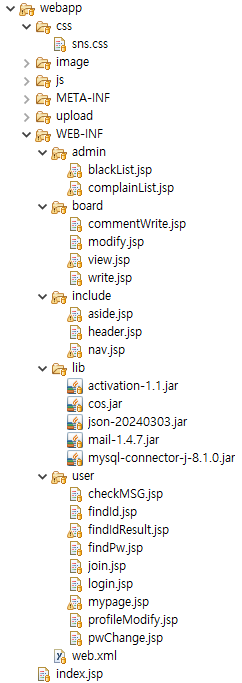 webapp
css
sns.css
image
js
META-INF
upload
WEB-INF
admin
blackList.jsp
complainList.jsp
board
commentWrite.jsp
modify.jsp
view.jsp
write.jsp
include
aside.jsp
header.jsp
nav.jsp
lib
activation-1.1.jar
cos.jar
json-20240303.jar
mail-1.4.7.jar
mysql-connector-j-8.1.0.jar
user
checkMSG.jsp
findId.jsp
findIdResult.jsp
findPw.jsp
join.jsp
login.jsp
mypage.jsp
profileModify.jsp
pwChange.jsp
web.xml
index.jsp